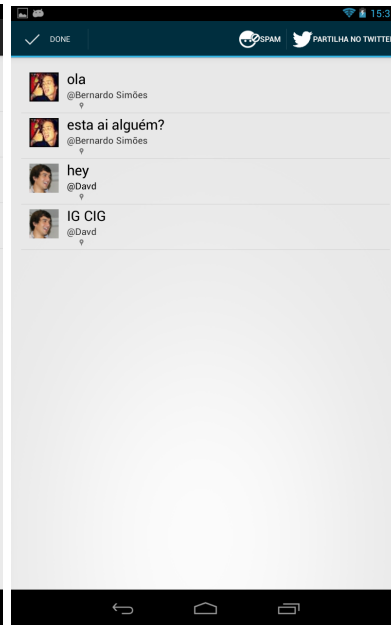 15:3
DONE
SPAM
PARTILHA NO TWITTER
ola
@Bernardo Simões
esta ai alguém?
@Bernardo Simões
hey
@Davd
IG CIG
@Davd